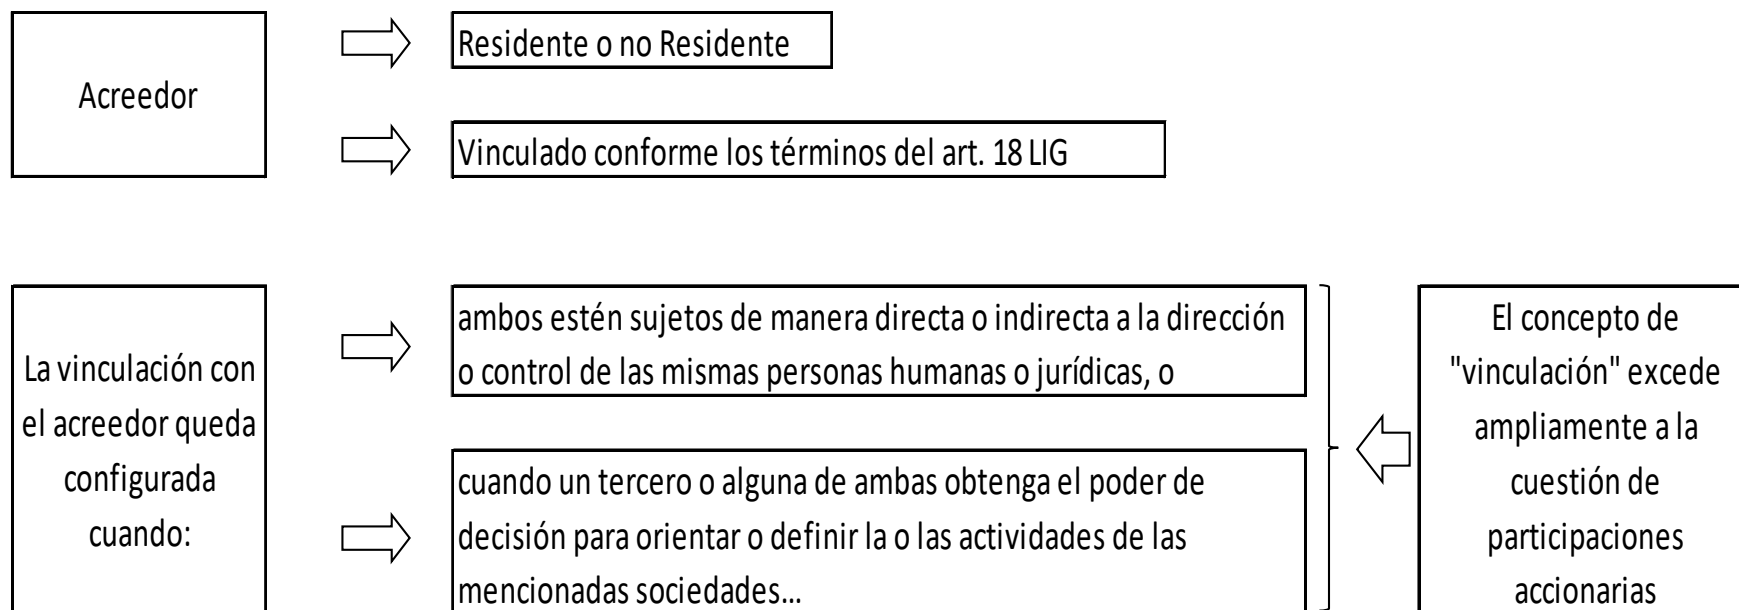 Acreedor
Residente o no Residente
Vinculado conforme los términos del art. 18 LIG
La vinculación con
el acreedor queda
configurada
cuando:
ambos estén sujetos de manera directa o indirecta a la dirección
o control de las mismas personas humanas o jurídicas, o
cuando un tercero o alguna de ambas obtenga el poder de
decisión para orientar o definir la o las actividades de las
mencionadas sociedades...
El concepto de
"vinculación" excede
ampliamente a la
cuestión de
participaciones
accionarias